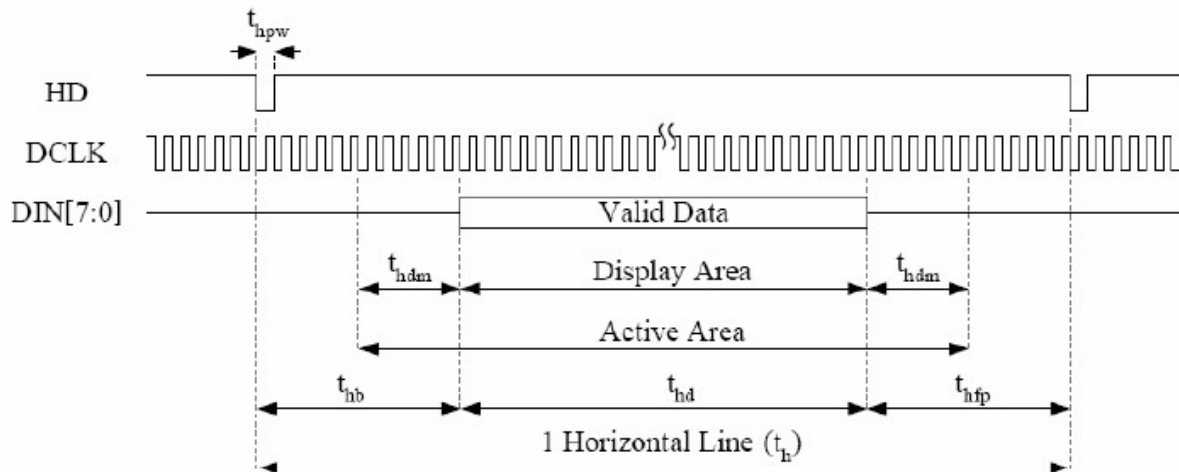 t_hpw
HD
DCLK
DIN[7:0]
Valid Data
t_hdm Display Area t_hdm
Active Area
t_hb t_hd t_hfp
1 Horizontal Line (t_h)